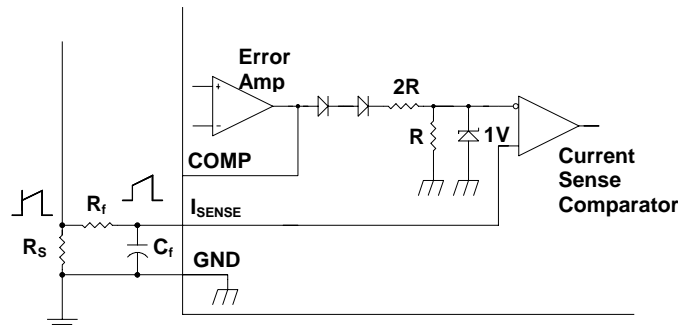 Error
Amp
+
−
2R
R
1V
COMP
Current
Sense
Comparator
Rf
ISENSE
RS
Cf
GND